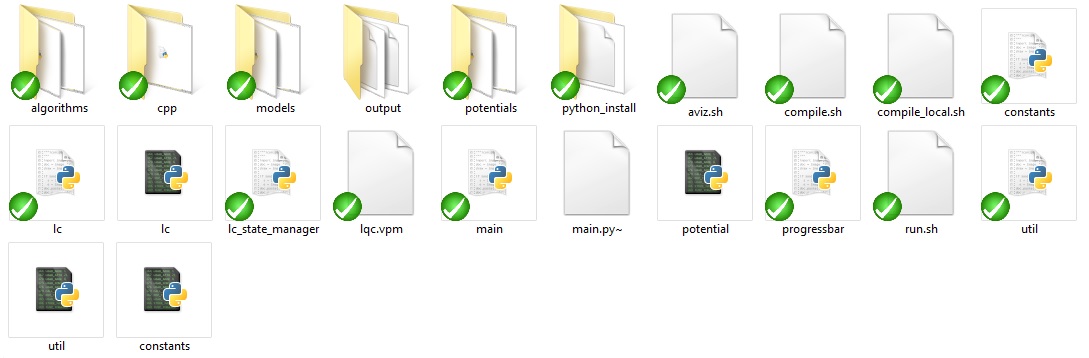 algorithms
cpp
models
output
potentials
python_install
aviz.sh
compile.sh
compile_local.sh
constants
lc
lc
lc_state_manager
lqc.vpm
main
main.py~
potential
progressbar
run.sh
util
util
constants